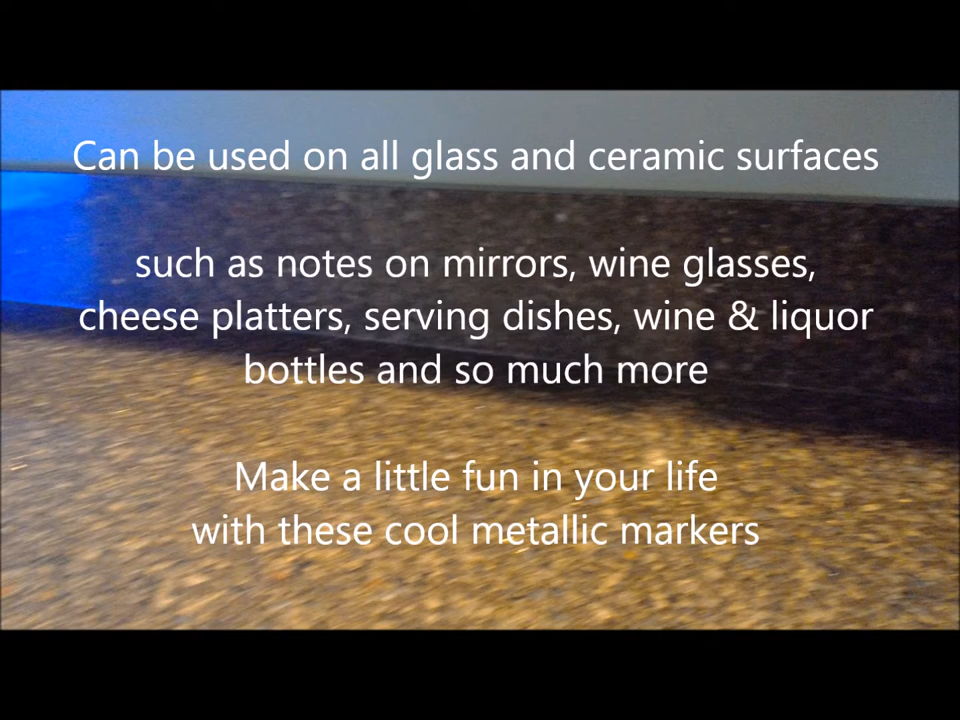 Can be used on all glass and ceramic surfaces
such as notes on mirrors, wine glasses,
cheese platters, serving dishes, wine & liquor
bottles and so much more
Make a little fun in your life
with these cool metallic markers